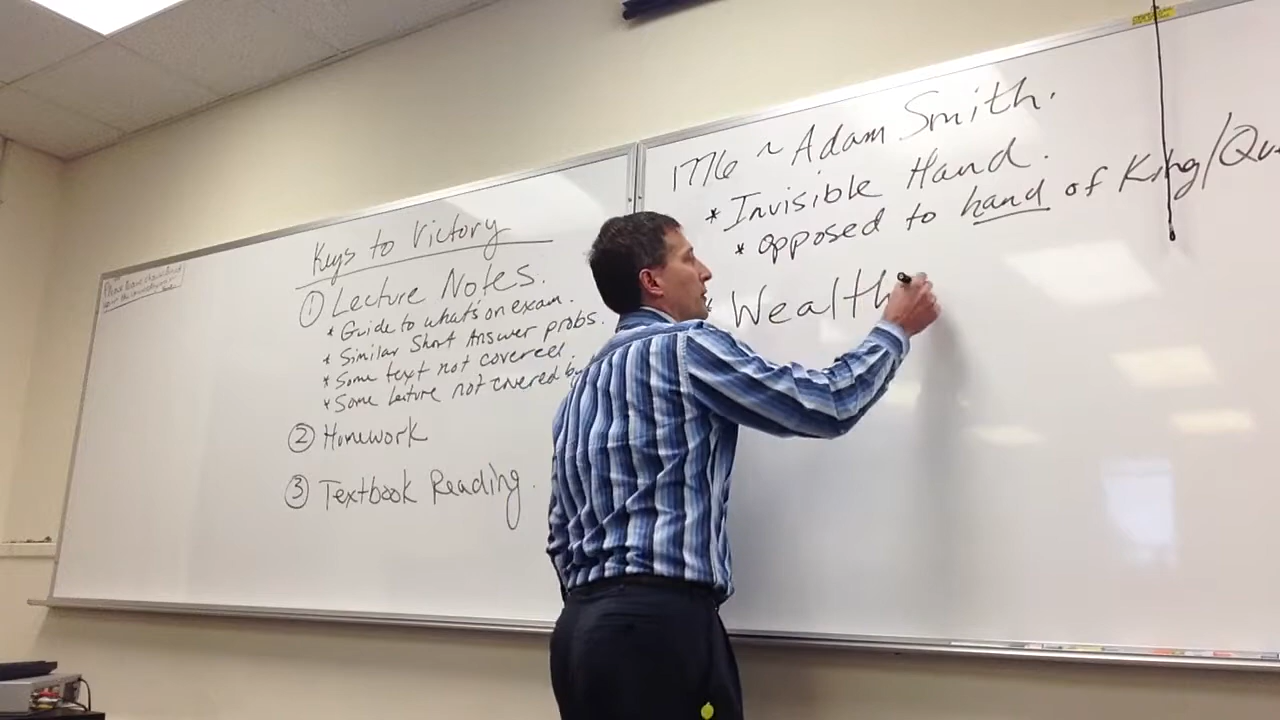 Keys to Victory
① Lecture Notes.
* Guide to what's on exam.
* Similar Short Answer probs.
* Some text not covered.
* Some lecture not covered by
② Homework
③ Textbook Reading.
1776 ~ Adam Smith.
* Invisible Hand.
* opposed to hand of King/Qu
* Wealth